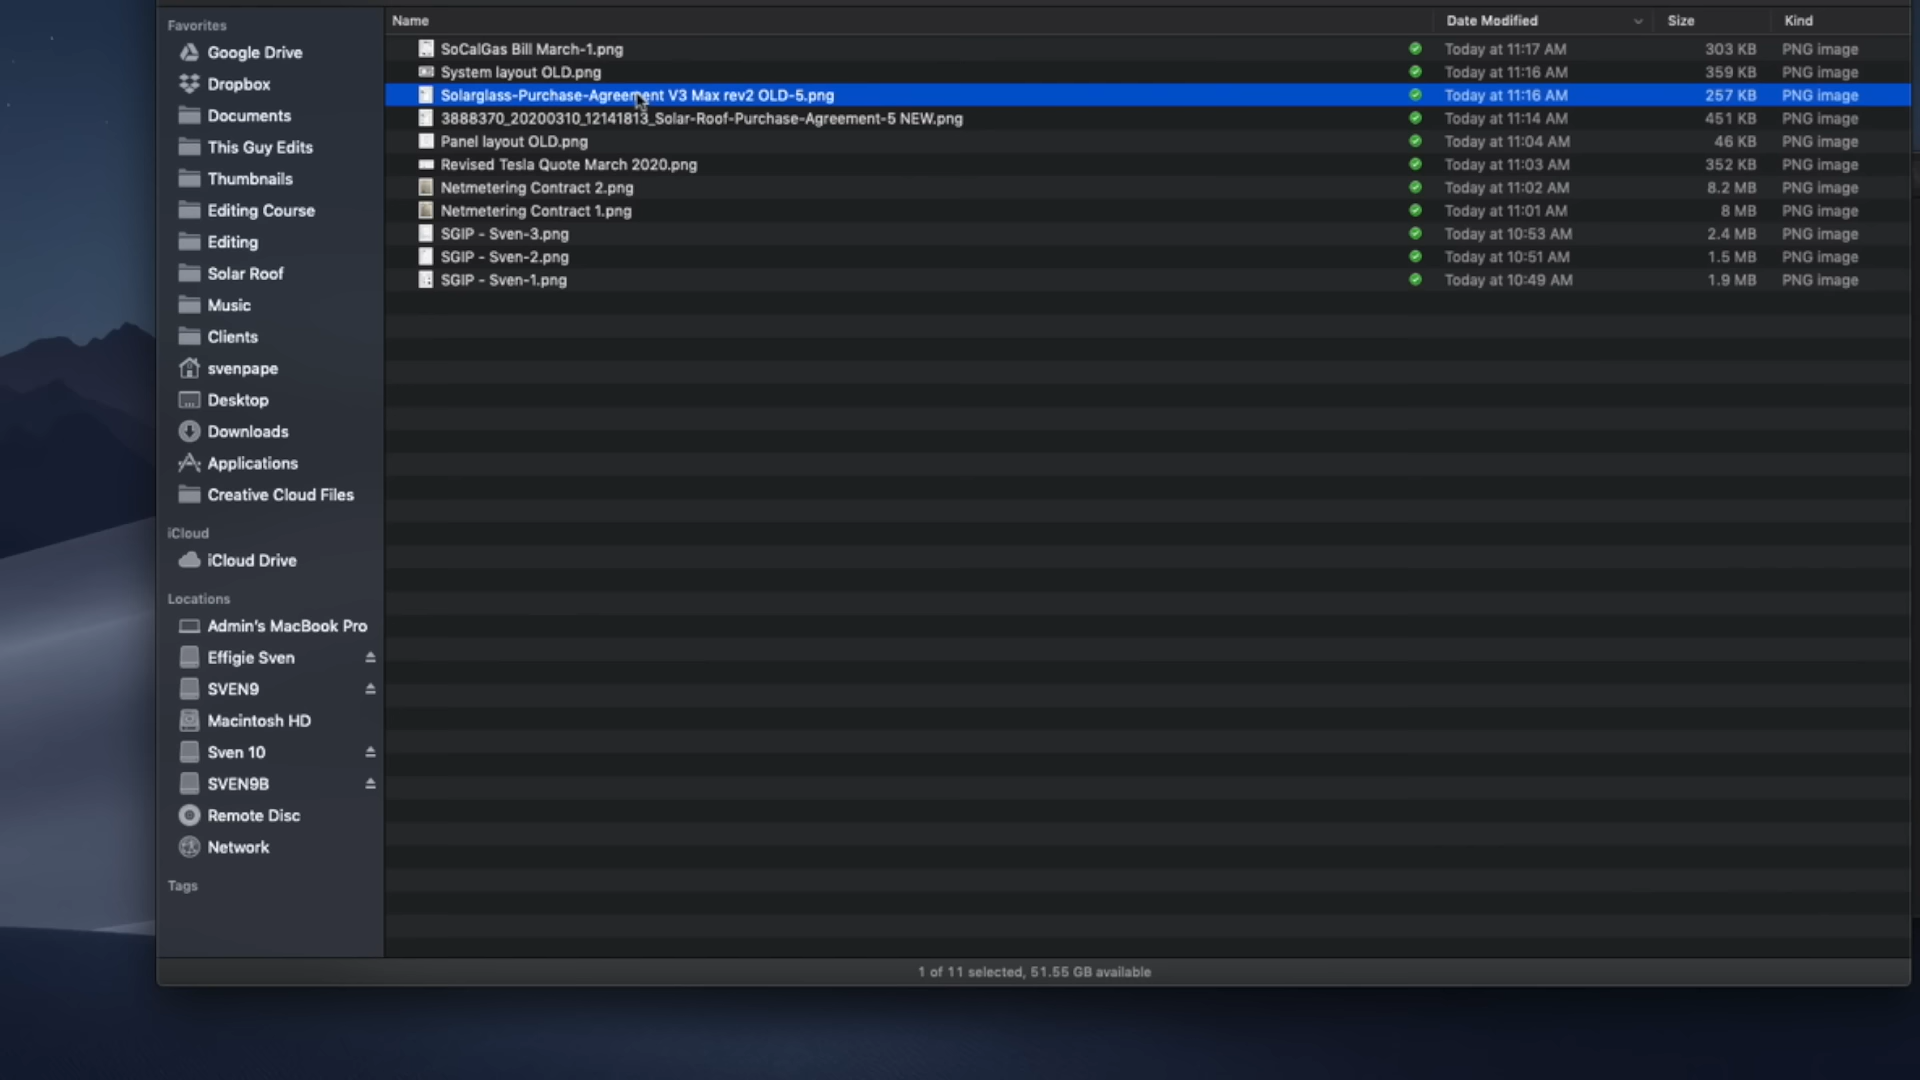 Favorites
Google Drive
Dropbox
Documents
This Guy Edits
Thumbnails
Editing Course
Editing
Solar Roof
Music
Clients
svenpape
Desktop
Downloads
Applications
Creative Cloud Files
iCloud
iCloud Drive
Locations
Admin's MacBook Pro
Effigie Sven
SVEN9
Macintosh HD
Sven 10
SVEN9B
Remote Disc
Network
Tags
Name Date Modified Size Kind
SoCalGas Bill March-1.png Today at 11:17 AM 303 KB PNG image
System layout OLD.png Today at 11:16 AM 359 KB PNG image
Solarglass-Purchase-Agreement V3 Max rev2 OLD-5.png Today at 11:16 AM 257 KB PNG image
3888370_20200310_12141813_Solar-Roof-Purchase-Agreement-5 NEW.png Today at 11:14 AM 451 KB PNG image
Panel layout OLD.png Today at 11:04 AM 46 KB PNG image
Revised Tesla Quote March 2020.png Today at 11:03 AM 352 KB PNG image
Netmetering Contract 2.png Today at 11:02 AM 8.2 MB PNG image
Netmetering Contract 1.png Today at 11:01 AM 8 MB PNG image
SGIP - Sven-3.png Today at 10:53 AM 2.4 MB PNG image
SGIP - Sven-2.png Today at 10:51 AM 1.5 MB PNG image
SGIP - Sven-1.png Today at 10:49 AM 1.9 MB PNG image
1 of 11 selected, 51.55 GB available